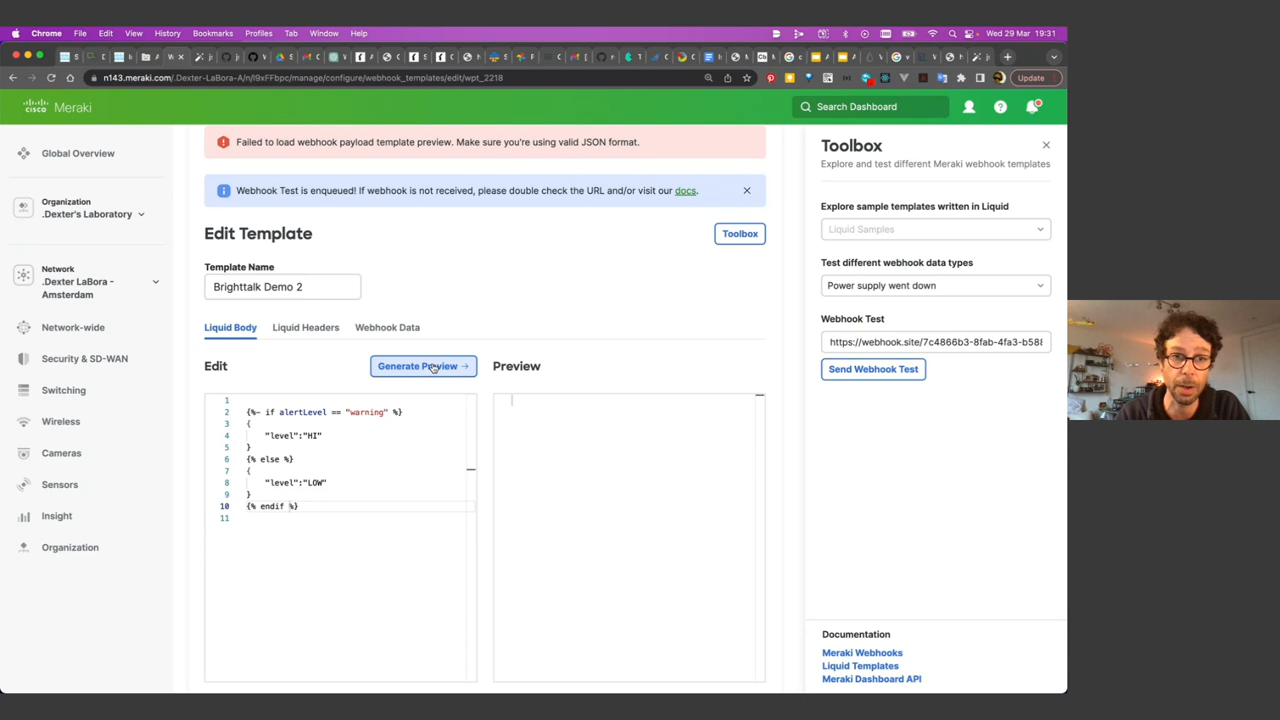 Chrome File Edit View History Bookmarks Profiles Tab Window Help
Wed 29 Mar 19:31
n143.meraki.com/.Dexter-LaBora-A/n/I9xFFbpc/manage/configure/webhook_templates/edit/wpt_2218
Update
CISCO Meraki
Search Dashboard
Global Overview
Organization
.Dexter's Laboratory
Network
.Dexter LaBora -
Amsterdam
Network-wide
Security & SD-WAN
Switching
Wireless
Cameras
Sensors
Insight
Organization
Failed to load webhook payload template preview. Make sure you're using valid JSON format.
Webhook Test is enqueued! If webhook is not received, please double check the URL and/or visit our docs.
Edit Template
Toolbox
Template Name
Brighttalk Demo 2
Liquid Body Liquid Headers Webhook Data
Edit
Generate Preview →
Preview
1
2 {%- if alertLevel == "warning" %}
3 {
4 "level":"HI"
5 }
6 {% else %}
7 {
8 "level":"LOW"
9 }
10 {% endif %}
11
Toolbox
Explore and test different Meraki webhook templates
Explore sample templates written in Liquid
Liquid Samples
Test different webhook data types
Power supply went down
Webhook Test
https://webhook.site/7c4866b3-8fab-4fa3-b588
Send Webhook Test
Documentation
Meraki Webhooks
Liquid Templates
Meraki Dashboard API